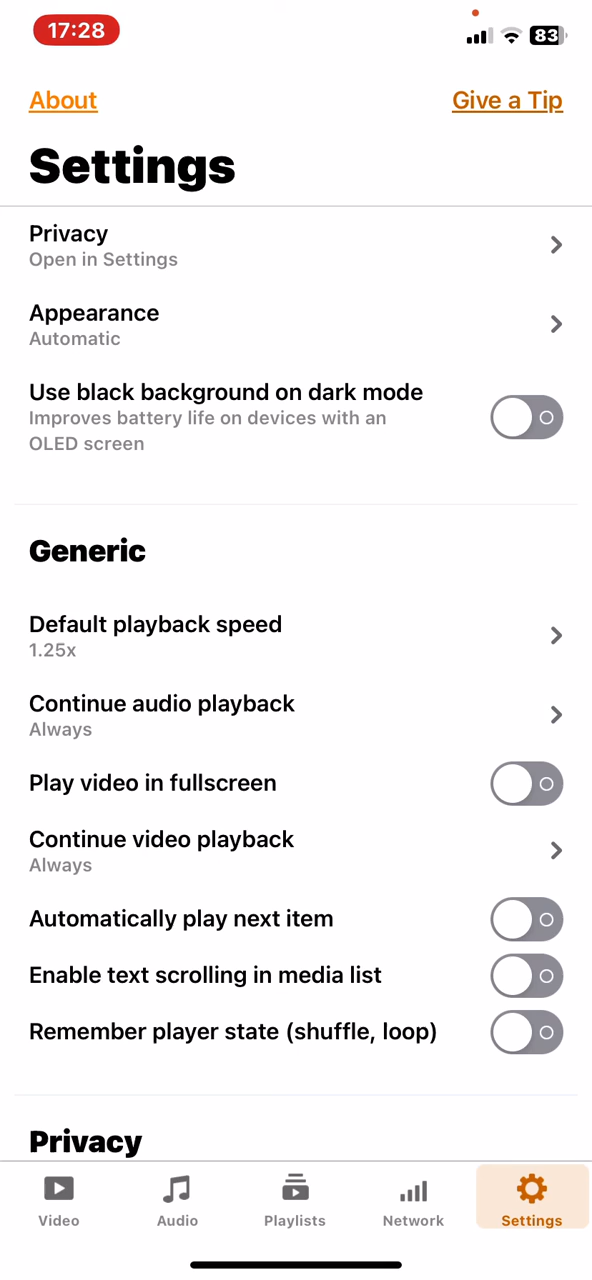 17:28
83
About
Give a Tip
Settings
Privacy
Open in Settings
Appearance
Automatic
Use black background on dark mode
Improves battery life on devices with an
OLED screen
Generic
Default playback speed
1.25x
Continue audio playback
Always
Play video in fullscreen
Continue video playback
Always
Automatically play next item
Enable text scrolling in media list
Remember player state (shuffle, loop)
Privacy
Video
Audio
Playlists
Network
Settings